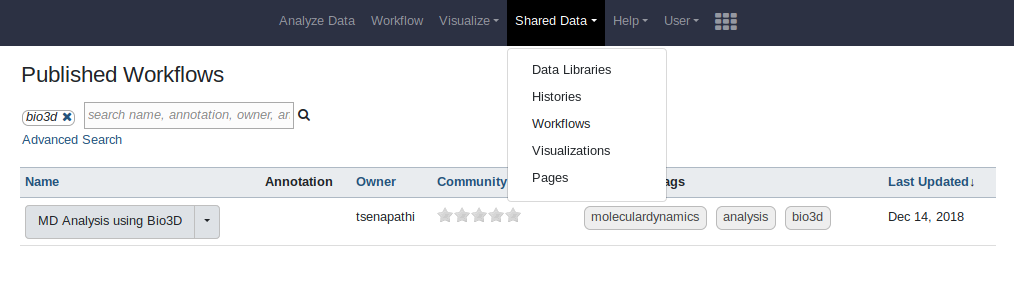 Analyze Data Workflow Visualize Shared Data Help User
Data Libraries
Histories
Workflows
Visualizations
Pages
Published Workflows
bio3d
search name, annotation, owner, ar
Advanced Search
Name Annotation Owner Community ags Last Updated↓
MD Analysis using Bio3D tsenapathi moleculardynamics analysis bio3d Dec 14, 2018